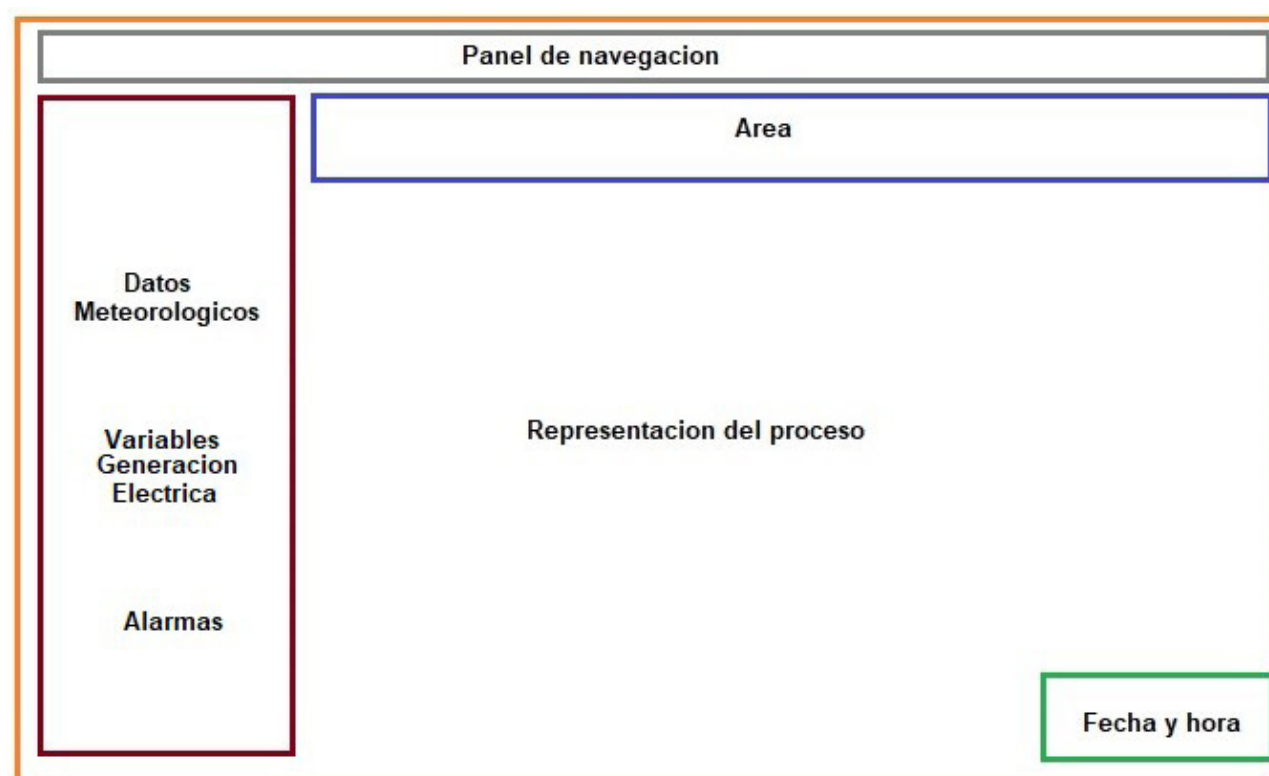 Panel de navegacion
Area
Datos
Meteorologicos
Variables
Generacion
Electrica
Alarmas
Representacion del proceso
Fecha y hora